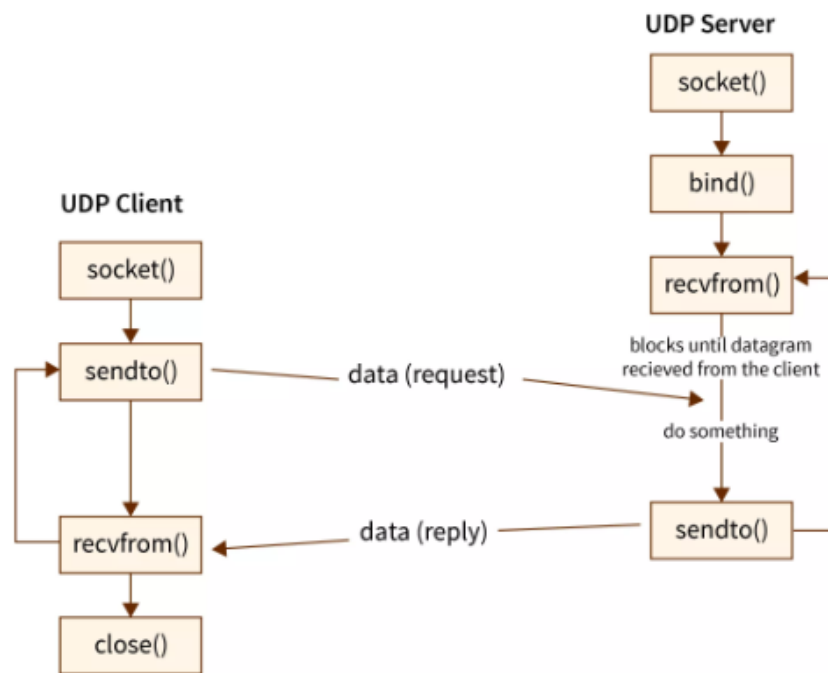 UDP Server
socket()
bind()
UDP Client
socket()
recvfrom()
blocks until datagram
recieved from the client
sendto()
data (request)
do something
sendto()
data (reply)
recvfrom()
close()